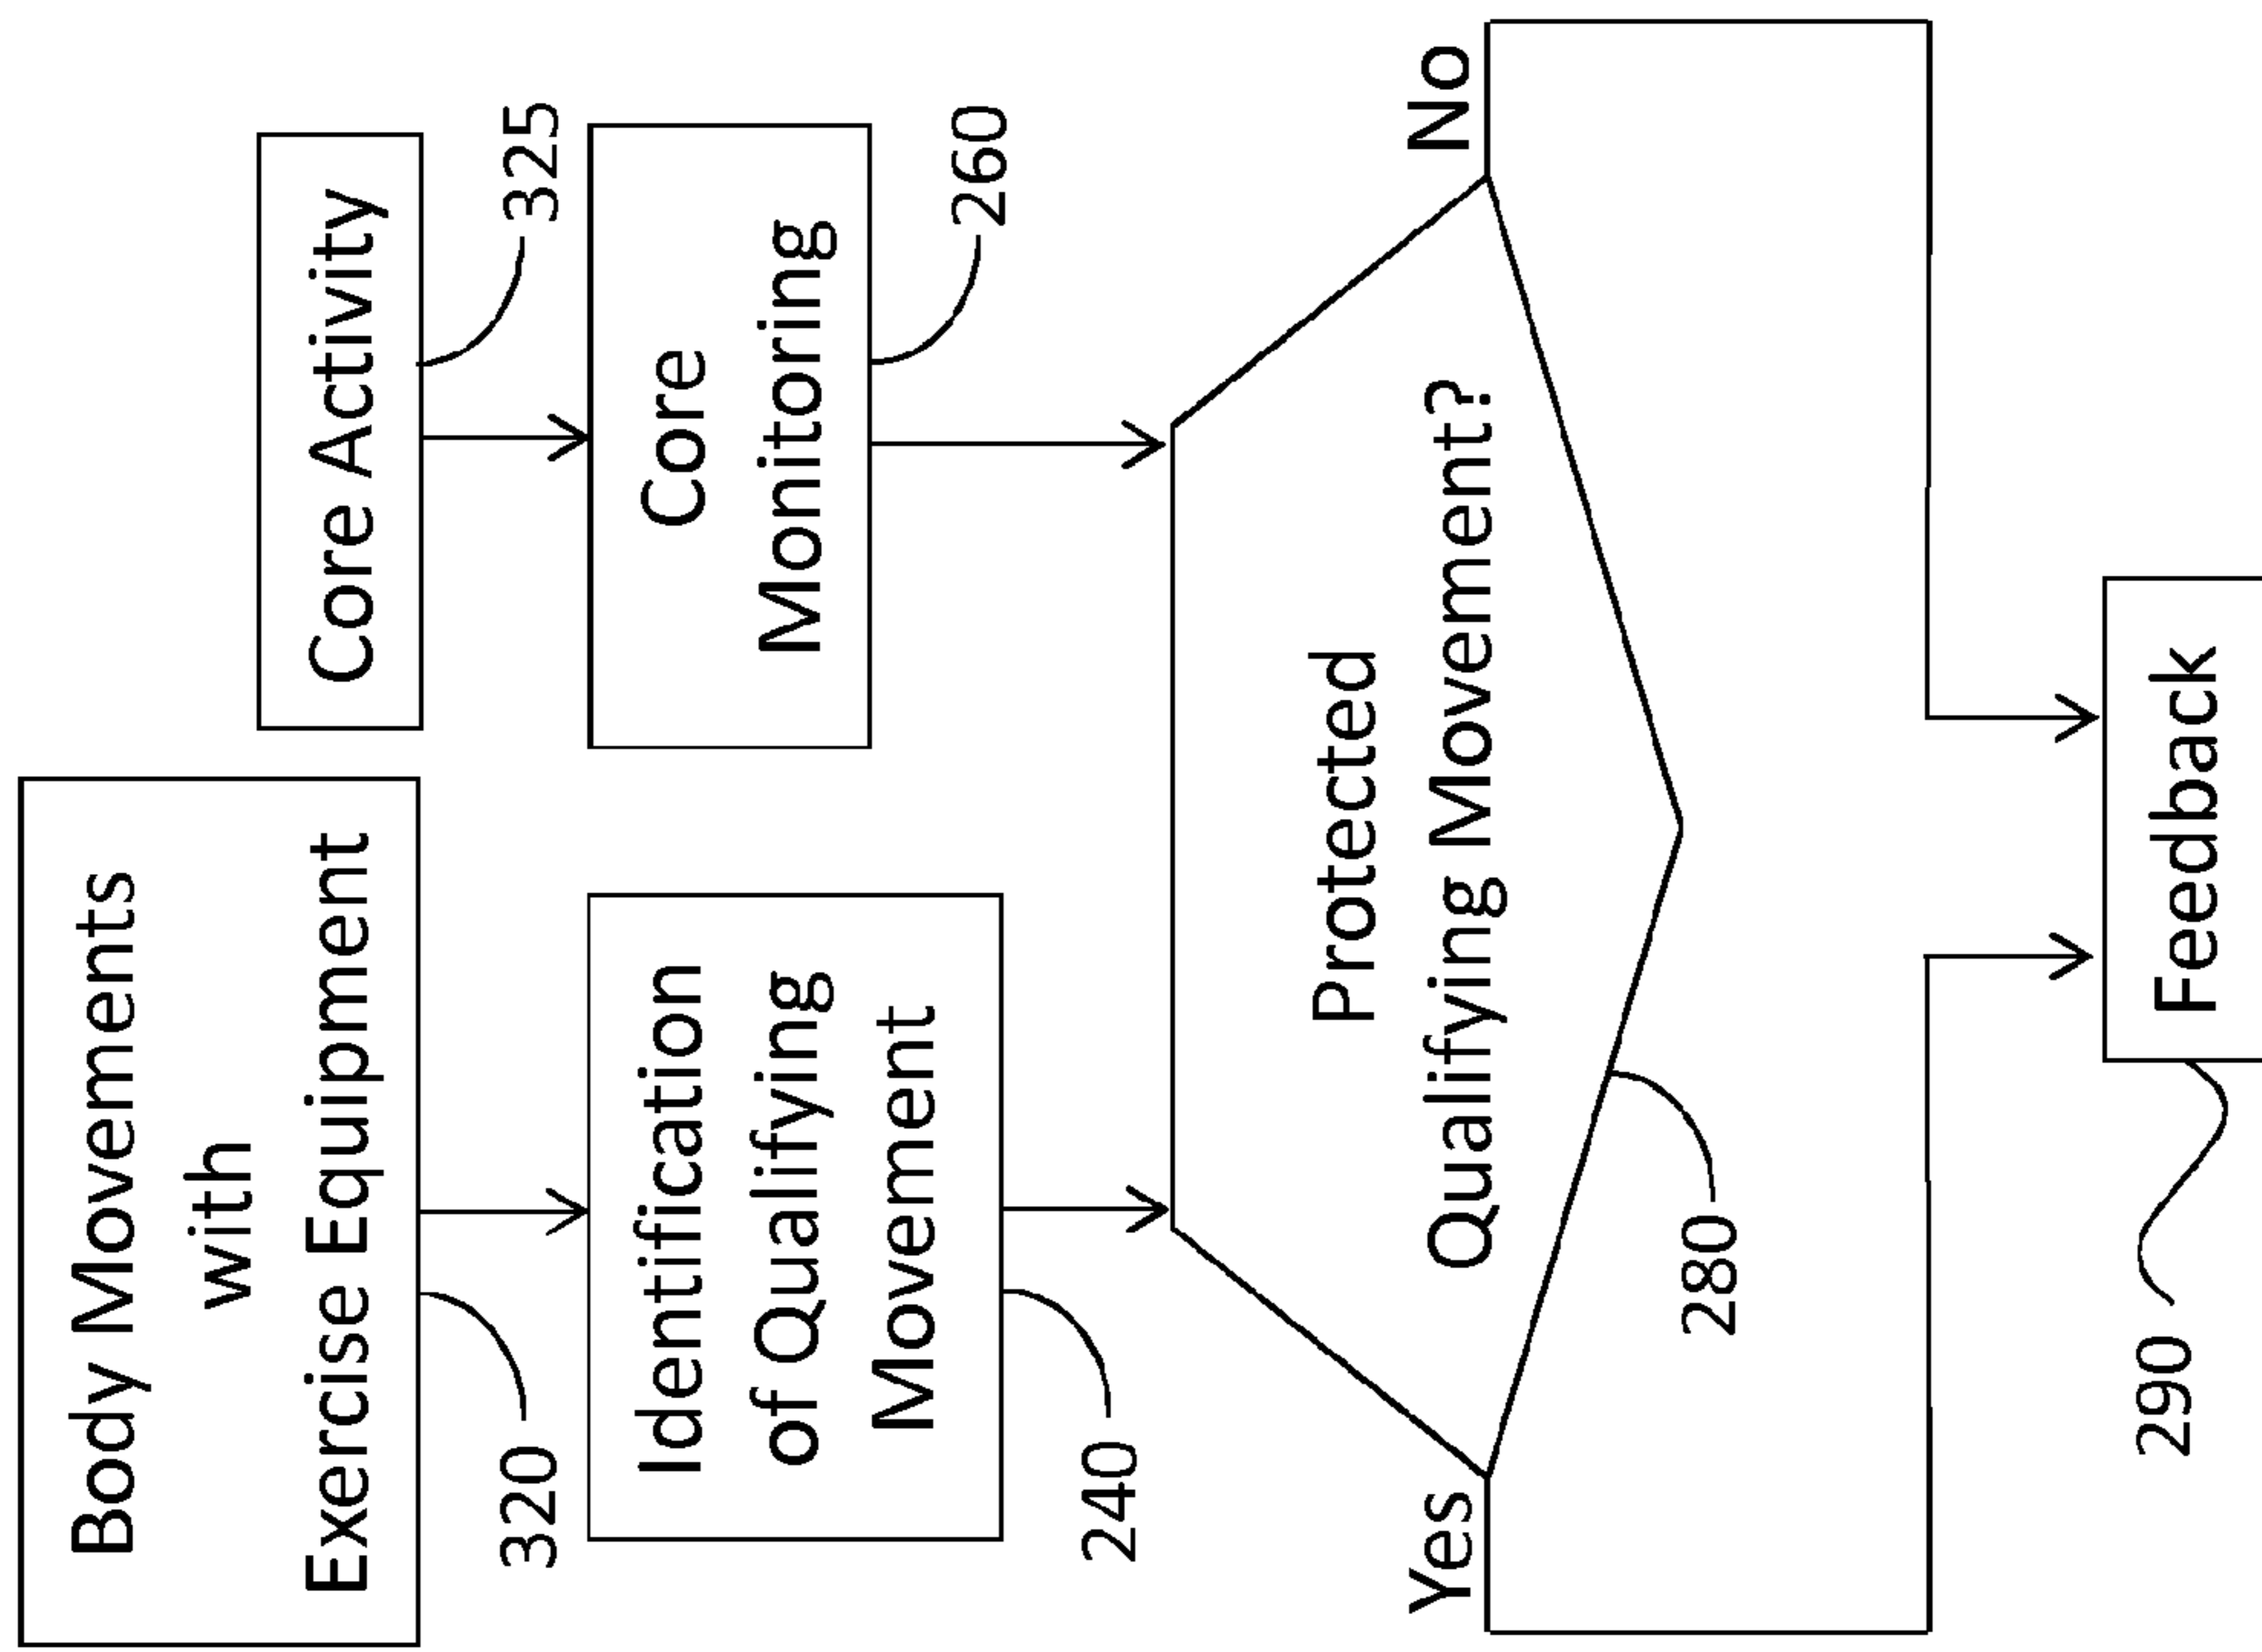 Body Movements
with
Exercise Equipment
320
Core Activity
325
Identification
of Qualifying
Movement
240
Core
Monitoring
260
Protected
Qualifying Movement?
Yes
No
280
Feedback
290